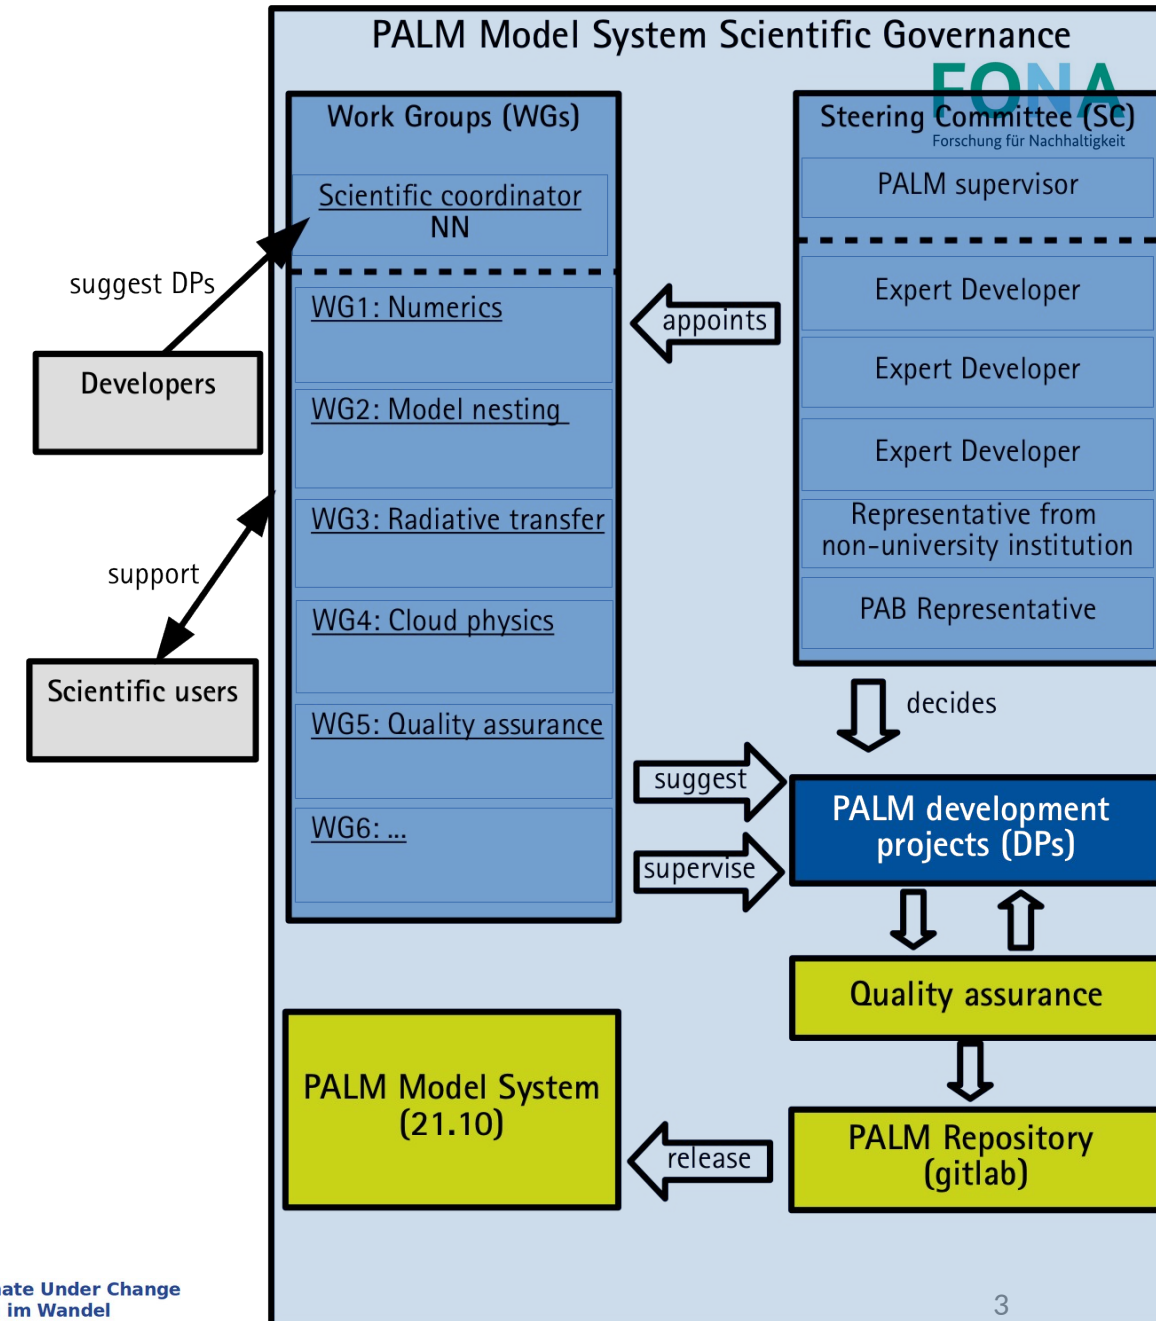 PALM Model System Scientific Governance
FONA
Forschung für Nachhaltigkeit
Work Groups (WGs)
Scientific coordinator
NN
WG1: Numerics
WG2: Model nesting
WG3: Radiative transfer
WG4: Cloud physics
WG5: Quality assurance
WG6: ...
suggest DPs
Developers
support
Scientific users
appoints
Steering Committee (SC)
PALM supervisor
Expert Developer
Expert Developer
Expert Developer
Representative from
non-university institution
PAB Representative
decides
suggest
supervise
PALM development
projects (DPs)
Quality assurance
PALM Repository
(gitlab)
release
PALM Model System
(21.10)
Under Change
im Wandel
3